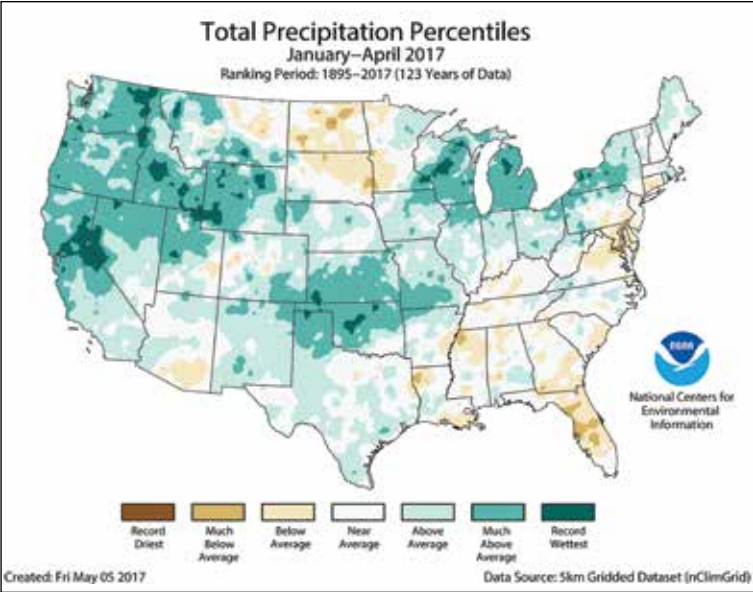 Total Precipitation Percentiles
January–April 2017
Ranking Period: 1895–2017 (123 Years of Data)
NOAA
National Centers for
Environmental
Information
Record
Driest
Much
Below
Average
Below
Average
Near
Average
Above
Average
Much
Above
Average
Record
Wettest
Created: Fri May 05 2017
Data Source: 5km Gridded Dataset (nClimGrid)